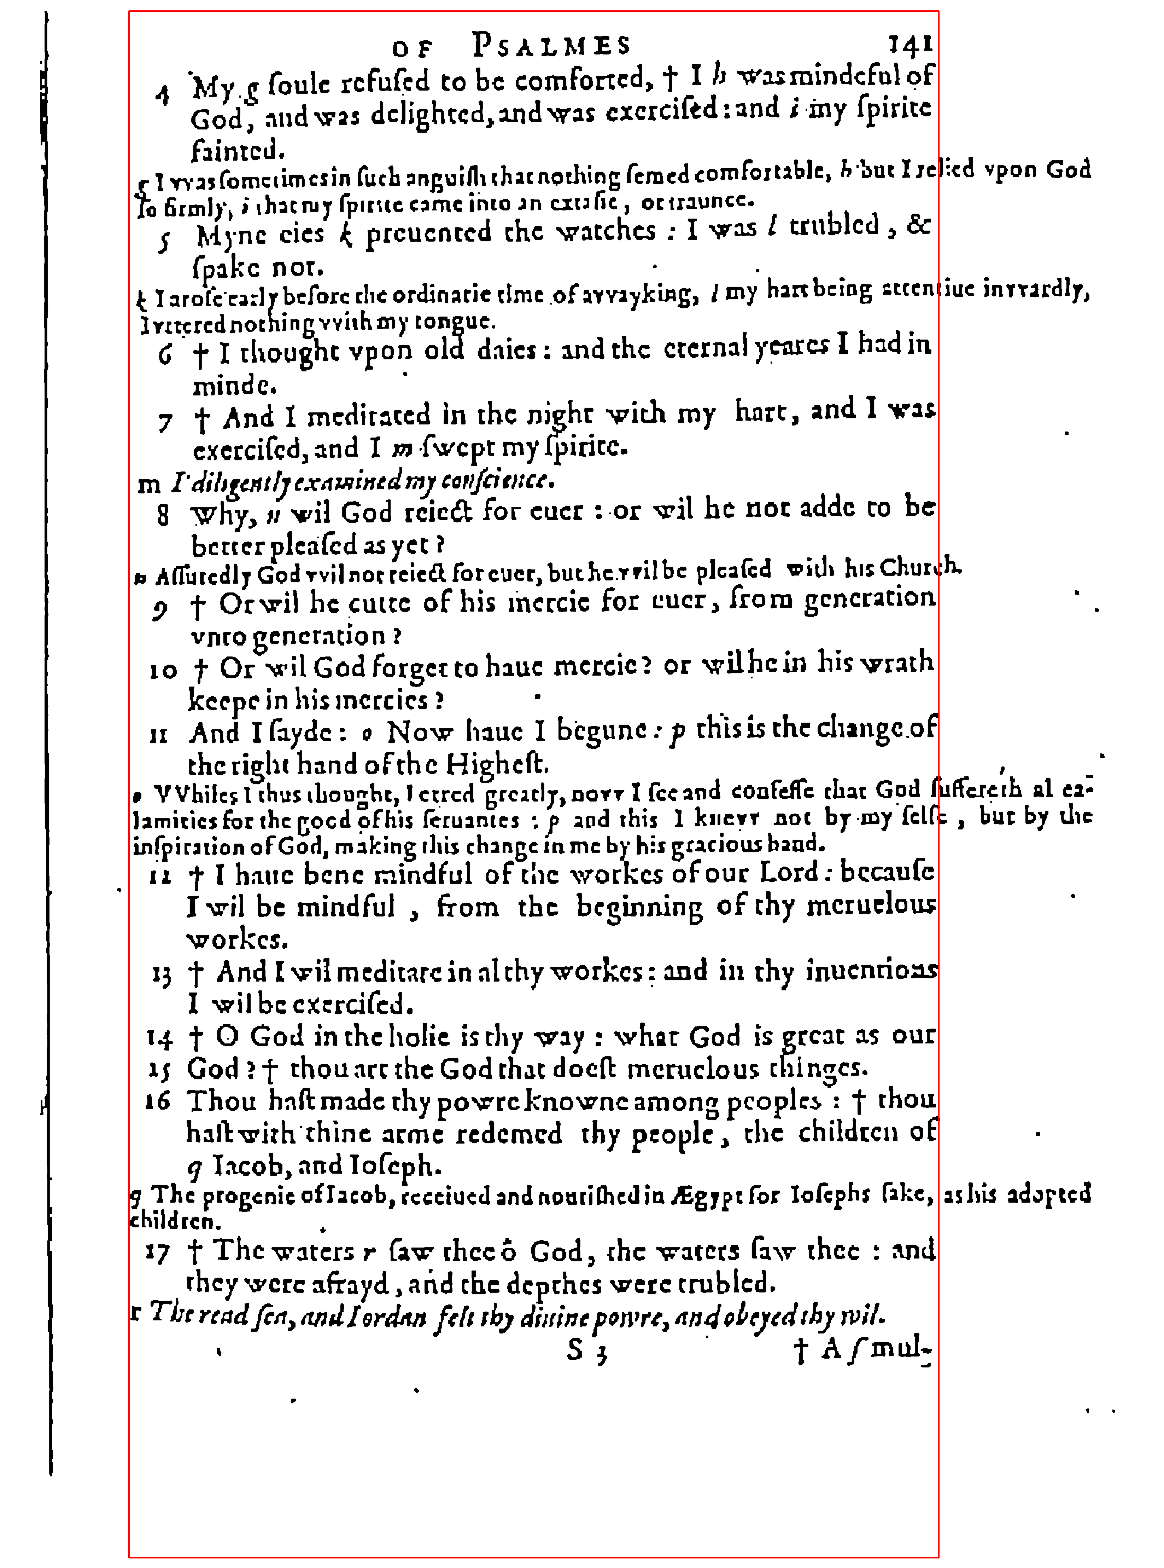 OF PSALMES 141
4 My g ſoule refuſed to be comforted, † I h was mindeful of
God, and was delighted, and was exerciſed: and i my ſpirite
fainted.
g I vvas ſometimes in ſuch anguiſh that nothing ſemed comfortable, h but I relied vpon God
ſo firmly, i that my ſpirite came into an extaſie, or traunce.
5 Myne eies k preuented the watches : I was l trubled, &
ſpake not.
k I aroſe early before the ordinarie time of avvayking, l my hart being attentiue invvardly,
I vttered nothing vvith my tongue.
6 † I thought vpon old daies : and the eternal yeares I had in
minde.
7 † And I meditated in the night with my hart, and I was
exerciſed, and I m ſwept my ſpirite.
m I diligently examined my conſcience.
8 Why, n wil God reiect for euer : or wil he not adde to be
better pleaſed as yet?
n Aſſuredly God vvil not reiect for euer, but he vvil be pleaſed with his Church.
9 † Or wil he cutte of his mercie for euer, from generation
vnto generation?
10 † Or wil God forget to haue mercie? or wil he in his wrath
keepe in his mercies?
11 And I ſayde : o Now haue I begune : p this is the change of
the right hand of the Higheſt.
o VVhiles I thus thought, I erred greatly, novv I ſee and confeſſe that God ſuffereth al ca-
lamities for the good of his ſeruantes : p and this I knevv not by my ſelfe, but by the
inſpiration of God, making this change in me by his gracious hand.
12 † I haue bene mindful of the workes of our Lord : becauſe
I wil be mindful, from the beginning of thy meruelous
workes.
13 † And I wil meditate in al thy workes : and in thy inuentions
I wil be exerciſed.
14 † O God in the holie is thy way : what God is great as our
15 God? † thou art the God that doeſt meruelous thinges.
16 Thou haſt made thy powre knowne among peoples : † thou
haſt with thine arme redemed thy people, the children of
q Iacob, and Ioſeph.
q The progenie of Iacob, receiued and nouriſhed in Ægypt for Ioſephs ſake, as his adopted
children.
17 † The waters r ſaw thee ô God, the waters ſaw thee : and
they were afrayd, and the depthes were trubled.
r The read ſea, and Iordan felt thy diuine powre, and obeyed thy wil.
S 3 † A ſ mul-